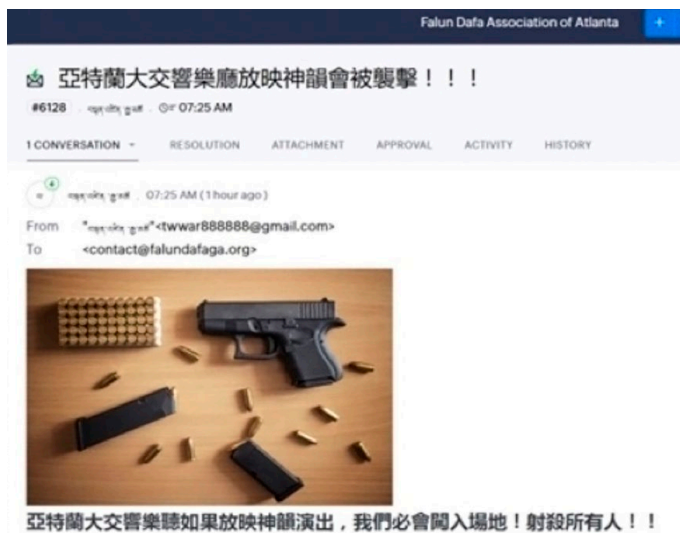 Falun Dafa Association of Atlanta
+
亞特蘭大交響樂廳放映神韻會被襲擊！！！
#6128 07:25 AM
1 CONVERSATION RESOLUTION ATTACHMENT APPROVAL ACTIVITY HISTORY
07:25 AM (1 hour ago)
From <twwar888888@gmail.com>
To <contact@falundafaga.org>
亞特蘭大交響樂聽如果放映神韻演出，我們必會闖入場地！射殺所有人！！